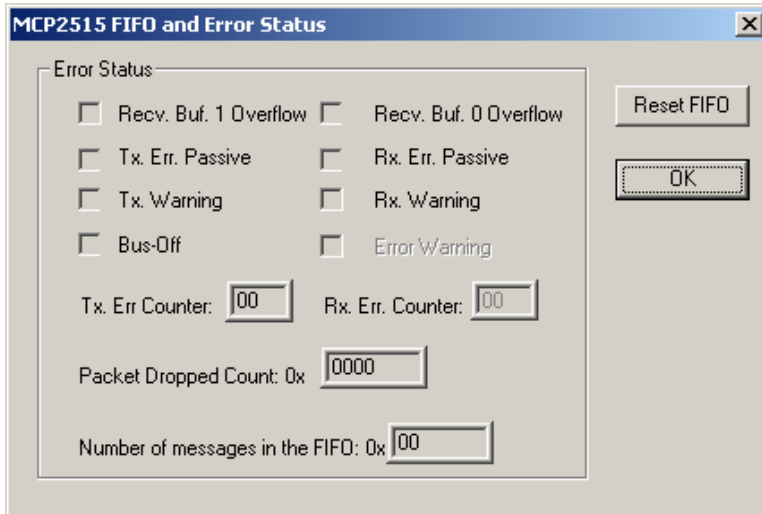 MCP2515 FIFO and Error Status
Error Status
Recv. Buf. 1 Overflow Recv. Buf. 0 Overflow Reset FIFO
Tx. Err. Passive Rx. Err. Passive
OK
Tx. Warning Rx. Warning
Bus-Off Error Warning
Tx. Err Counter: 00 Rx. Err. Counter: 00
Packet Dropped Count: 0x 0000
Number of messages in the FIFO: 0x 00